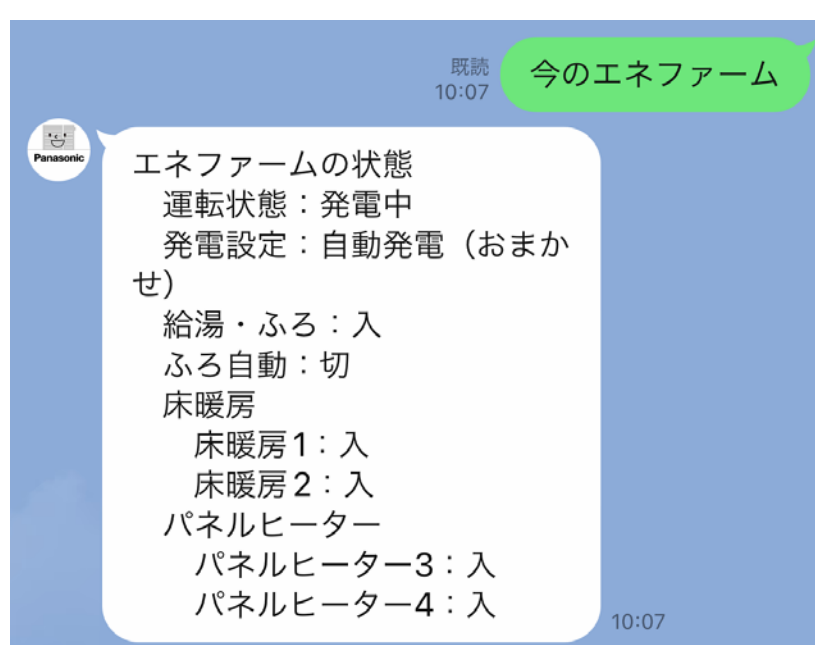 既読
10:07
今のエネファーム
Panasonic
エネファームの状態
運転状態：発電中
発電設定：自動発電（おまか
せ）
給湯・ふろ：入
ふろ自動：切
床暖房
床暖房1：入
床暖房2：入
パネルヒーター
パネルヒーター3：入
パネルヒーター4：入
10:07